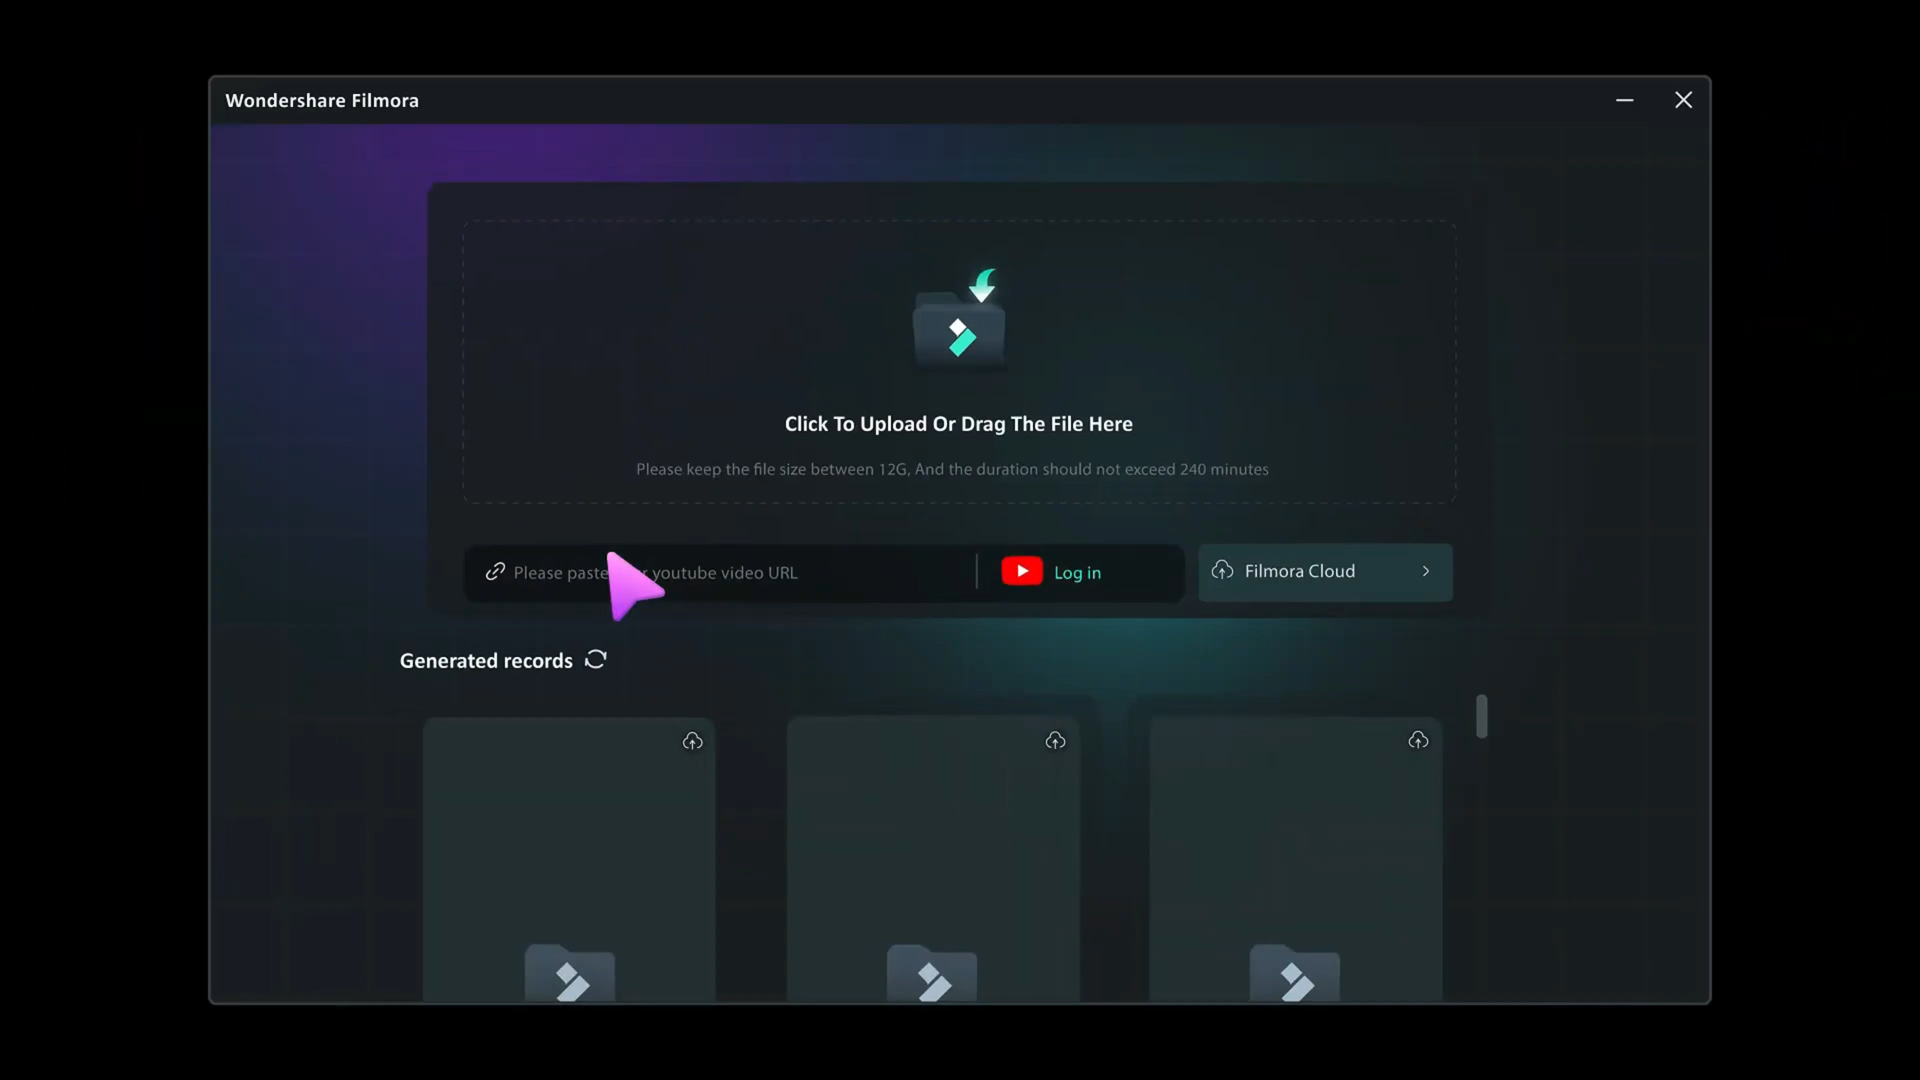 Wondershare Filmora
Click To Upload Or Drag The File Here
Please keep the file size between 12G, And the duration should not exceed 240 minutes
Please paste youtube video URL
Log in
Filmora Cloud
Generated records